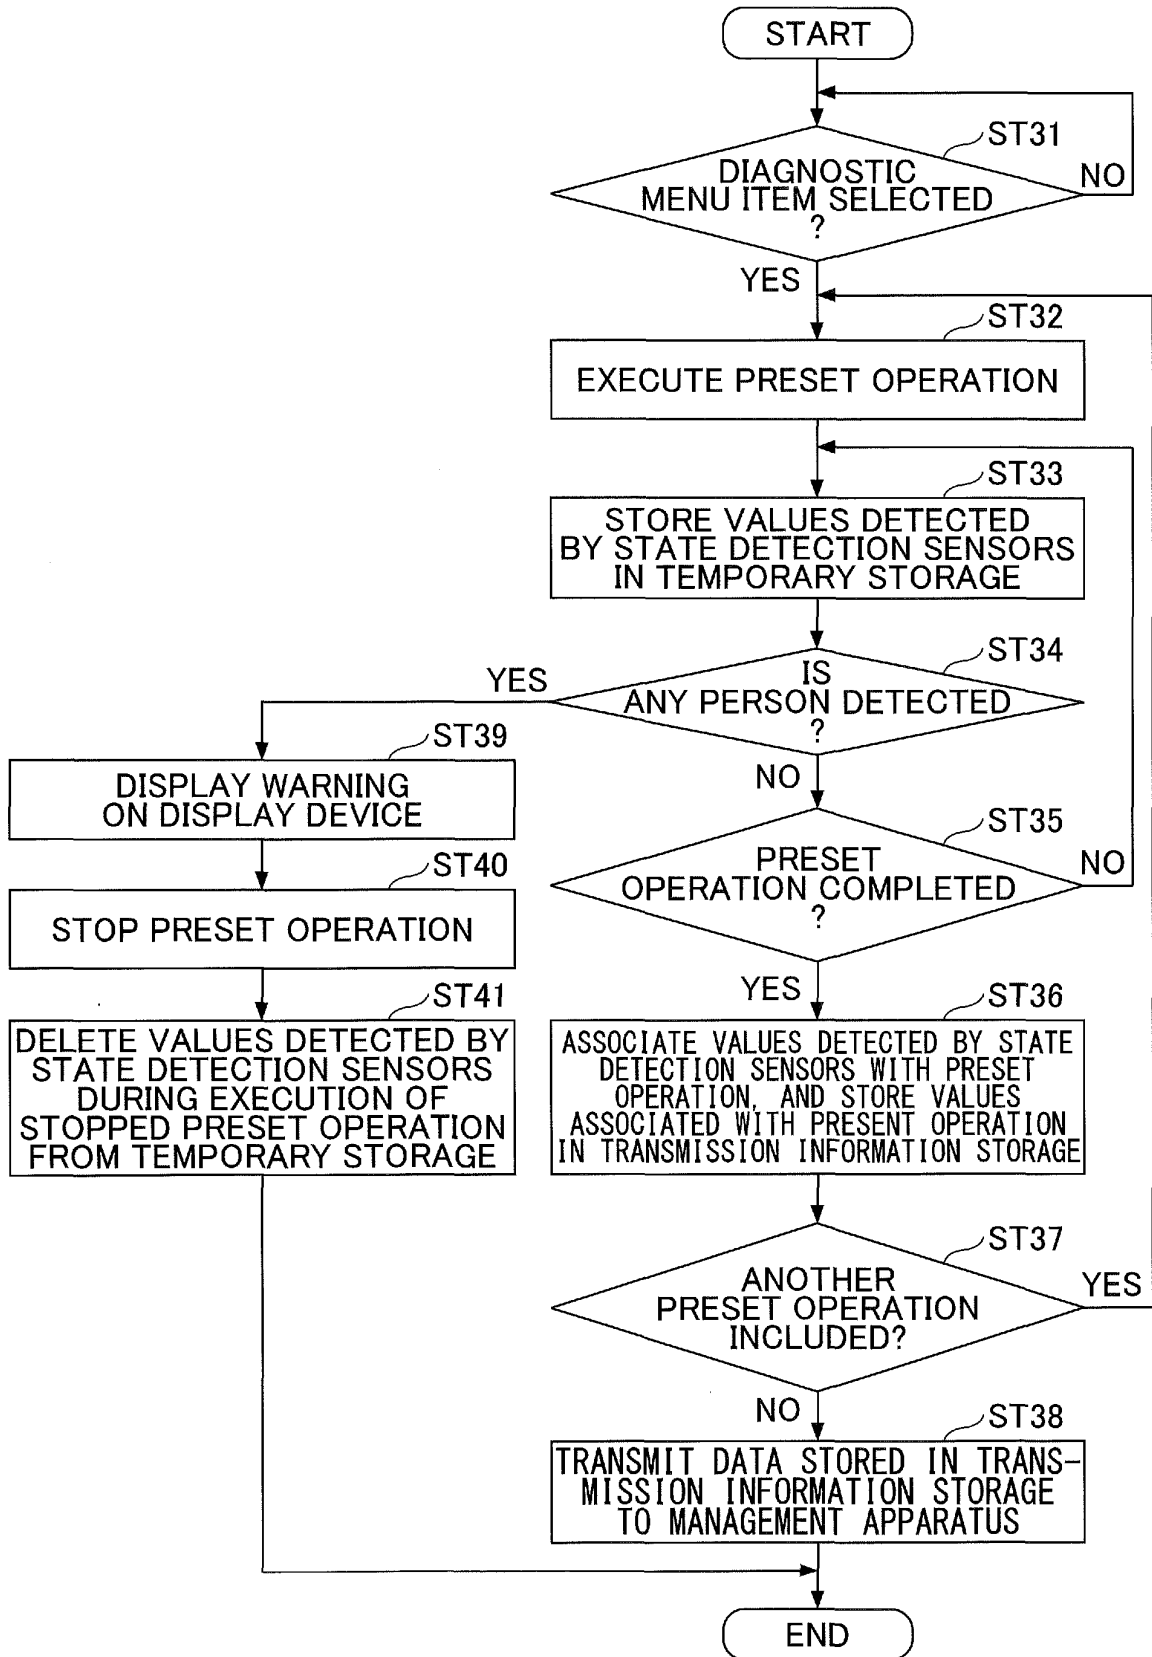 START
ST31
DIAGNOSTIC
MENU ITEM SELECTED
?
NO
YES
ST32
EXECUTE PRESET OPERATION
ST33
STORE VALUES DETECTED
BY STATE DETECTION SENSORS
IN TEMPORARY STORAGE
ST34
IS
ANY PERSON DETECTED
?
YES
NO
ST39
DISPLAY WARNING
ON DISPLAY DEVICE
ST35
PRESET
OPERATION COMPLETED
?
NO
YES
ST40
STOP PRESET OPERATION
ST41
DELETE VALUES DETECTED BY
STATE DETECTION SENSORS
DURING EXECUTION OF
STOPPED PRESET OPERATION
FROM TEMPORARY STORAGE
ST36
ASSOCIATE VALUES DETECTED BY STATE
DETECTION SENSORS WITH PRESET
OPERATION, AND STORE VALUES
ASSOCIATED WITH PRESENT OPERATION
IN TRANSMISSION INFORMATION STORAGE
ST37
ANOTHER
PRESET OPERATION
INCLUDED?
YES
NO
ST38
TRANSMIT DATA STORED IN TRANS-
MISSION INFORMATION STORAGE
TO MANAGEMENT APPARATUS
END